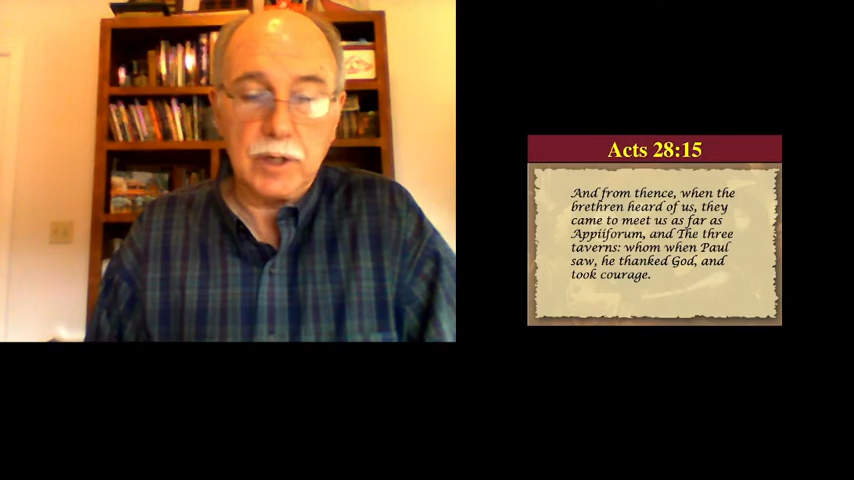 Acts 28:15
And from thence, when the
brethren heard of us, they
came to meet us as far as
Appiiforum, and The three
taverns: whom when Paul
saw, he thanked God, and
took courage.